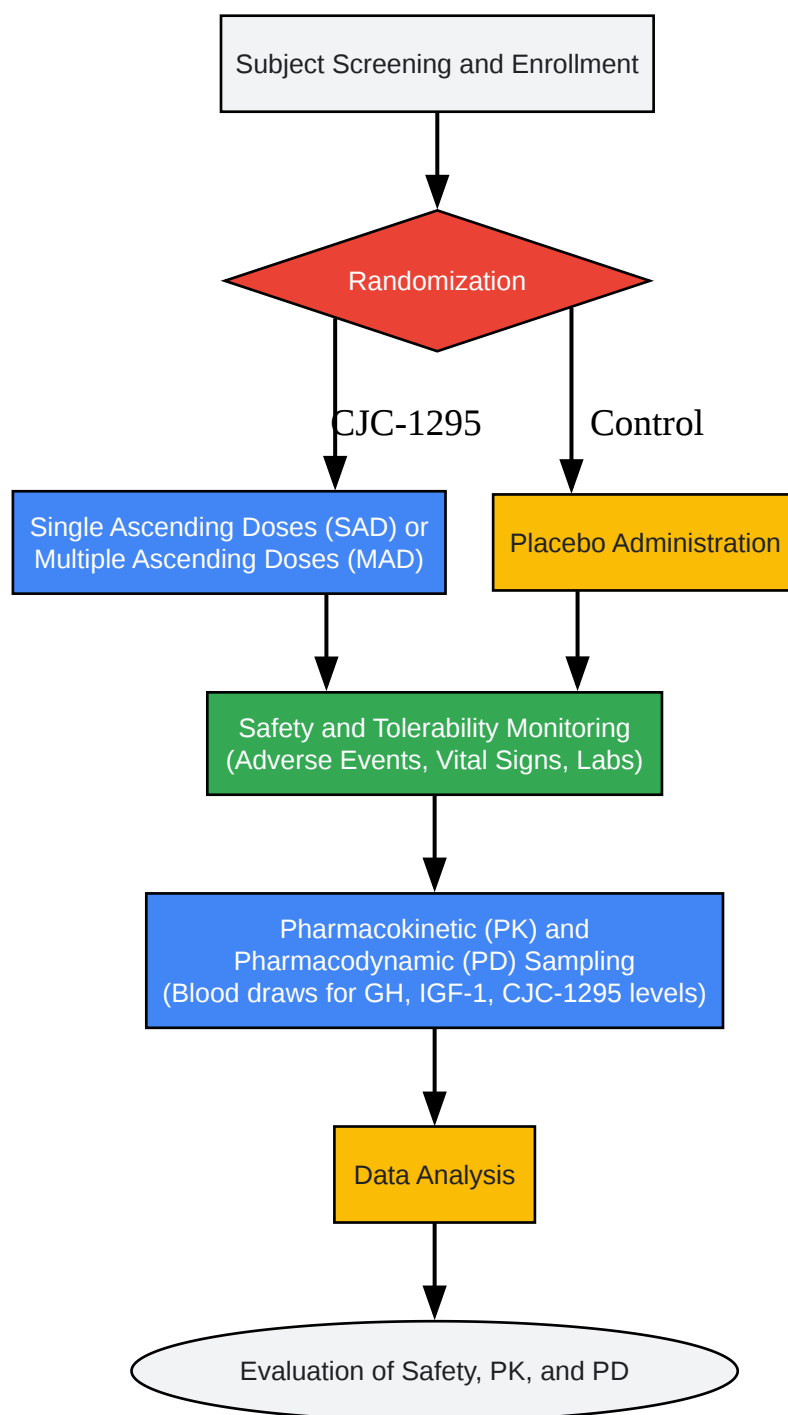 Subject Screening and Enrollment
Randomization
CJC-1295
Control
Single Ascending Doses (SAD) or
Multiple Ascending Doses (MAD)
Placebo Administration
Safety and Tolerability Monitoring
(Adverse Events, Vital Signs, Labs)
Pharmacokinetic (PK) and
Pharmacodynamic (PD) Sampling
(Blood draws for GH, IGF-1, CJC-1295 levels)
Data Analysis
Evaluation of Safety, PK, and PD